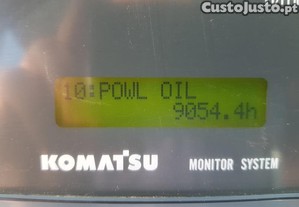 CustoJusto.pt
10:POWL OIL
9054.4h
KOMATSU MONITOR SYSTEM